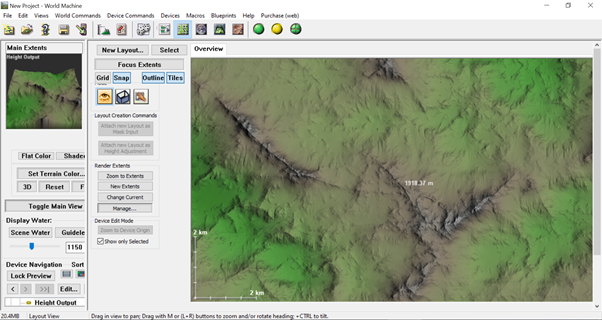 New Project - World Machine
File Edit Views World Commands Device Commands Devices Macros Blueprints Help Purchase (web)
Main Extents
Height Output
Flat Color
Set Terrain Color...
3D Reset F
Toggle Main View
Display Water:
Scene Water Guidele
1150
Device Navigation Sort
Lock Preview
Edit...
Height Output
New Layout... Select
Focus Extents
Grid Snap Outline Tiles
Layout Creation Commands
Attach new Layout as
Mask Input
Attach new Layout as
Height Adjustment
Render Extents
Zoom to Extents
New Extents
Change Current
Manage...
Device Edit Mode
Zoom to Device Origin
Show only Selected
Overview
1918.37 m
2 km
2 km
20.4MB Layout View Drag in view to pan; Drag with M or (L+R) buttons to zoom and/or rotate heading; +CTRL to tilt.